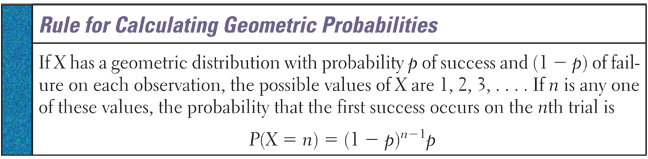 Rule for Calculating Geometric Probabilities
If X has a geometric distribution with probability p of success and (1 − p) of fail-
ure on each observation, the possible values of X are 1, 2, 3, . . . . If n is any one
of these values, the probability that the first success occurs on the nth trial is
P(X = n) = (1 − p)ⁿ⁻¹p